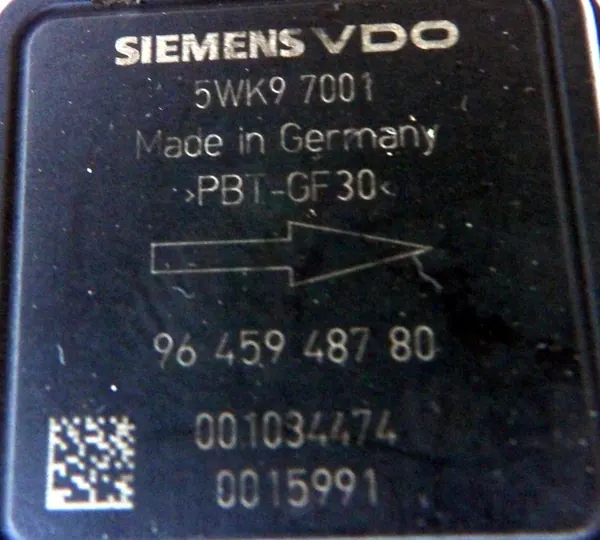 SIEMENS VDO
5WK9 7001
Made in Germany
>PBT-GF30<
96 459 487 80
001034474
0015991